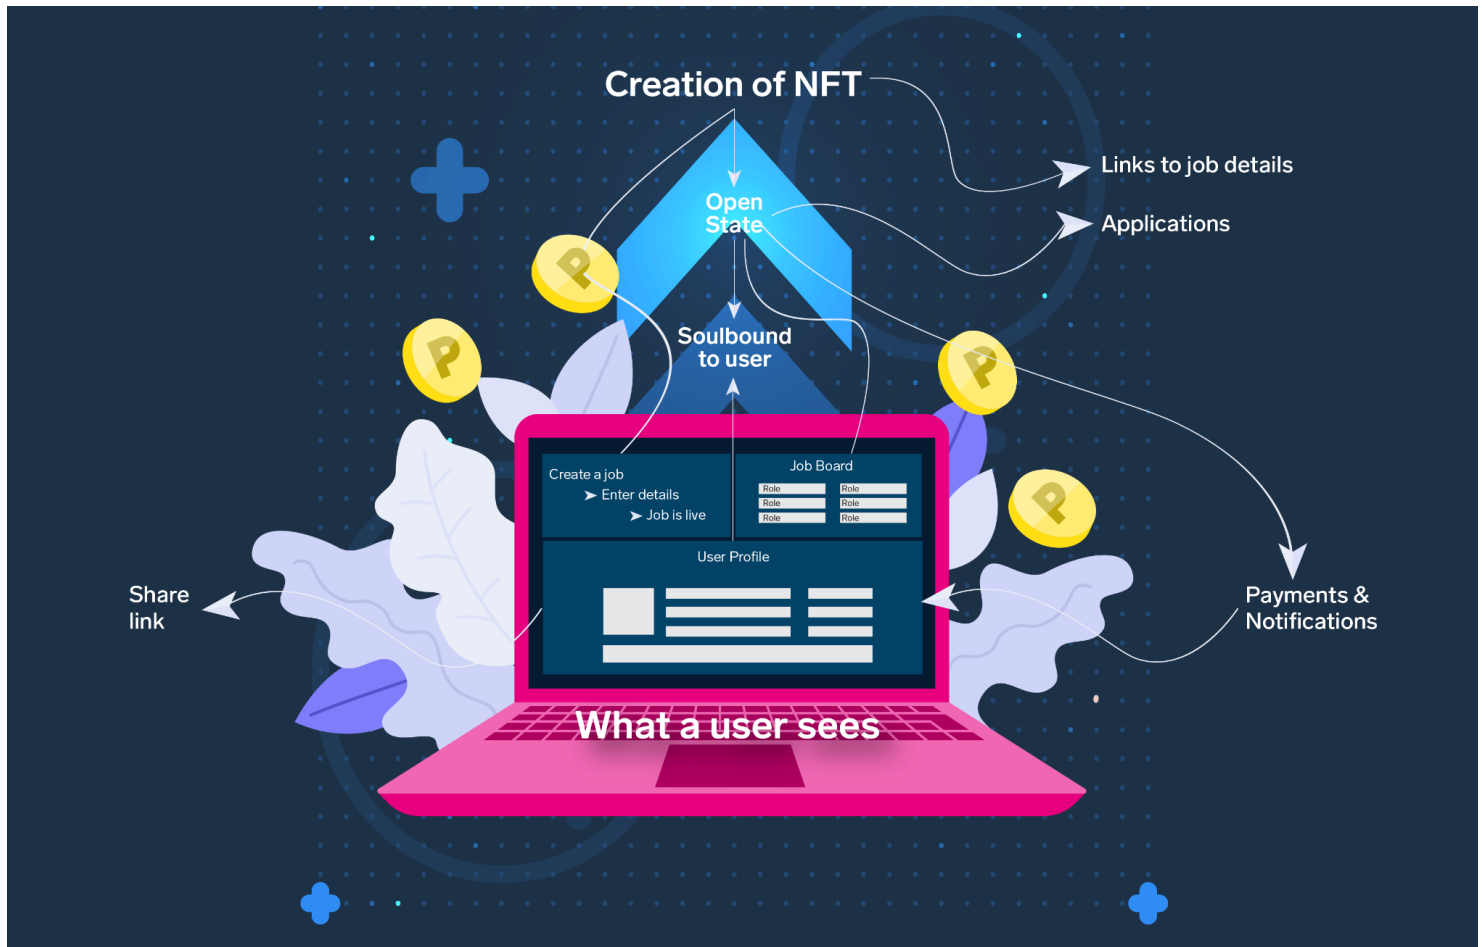 Creation of NFT
Links to job details
Open
State
Applications
P
Soulbound
to user
P
P
Create a job
Enter details
Job is live
Job Board
Role
Role
Role
Role
Role
Role
P
User Profile
Share
link
Payments &
Notifications
What a user sees